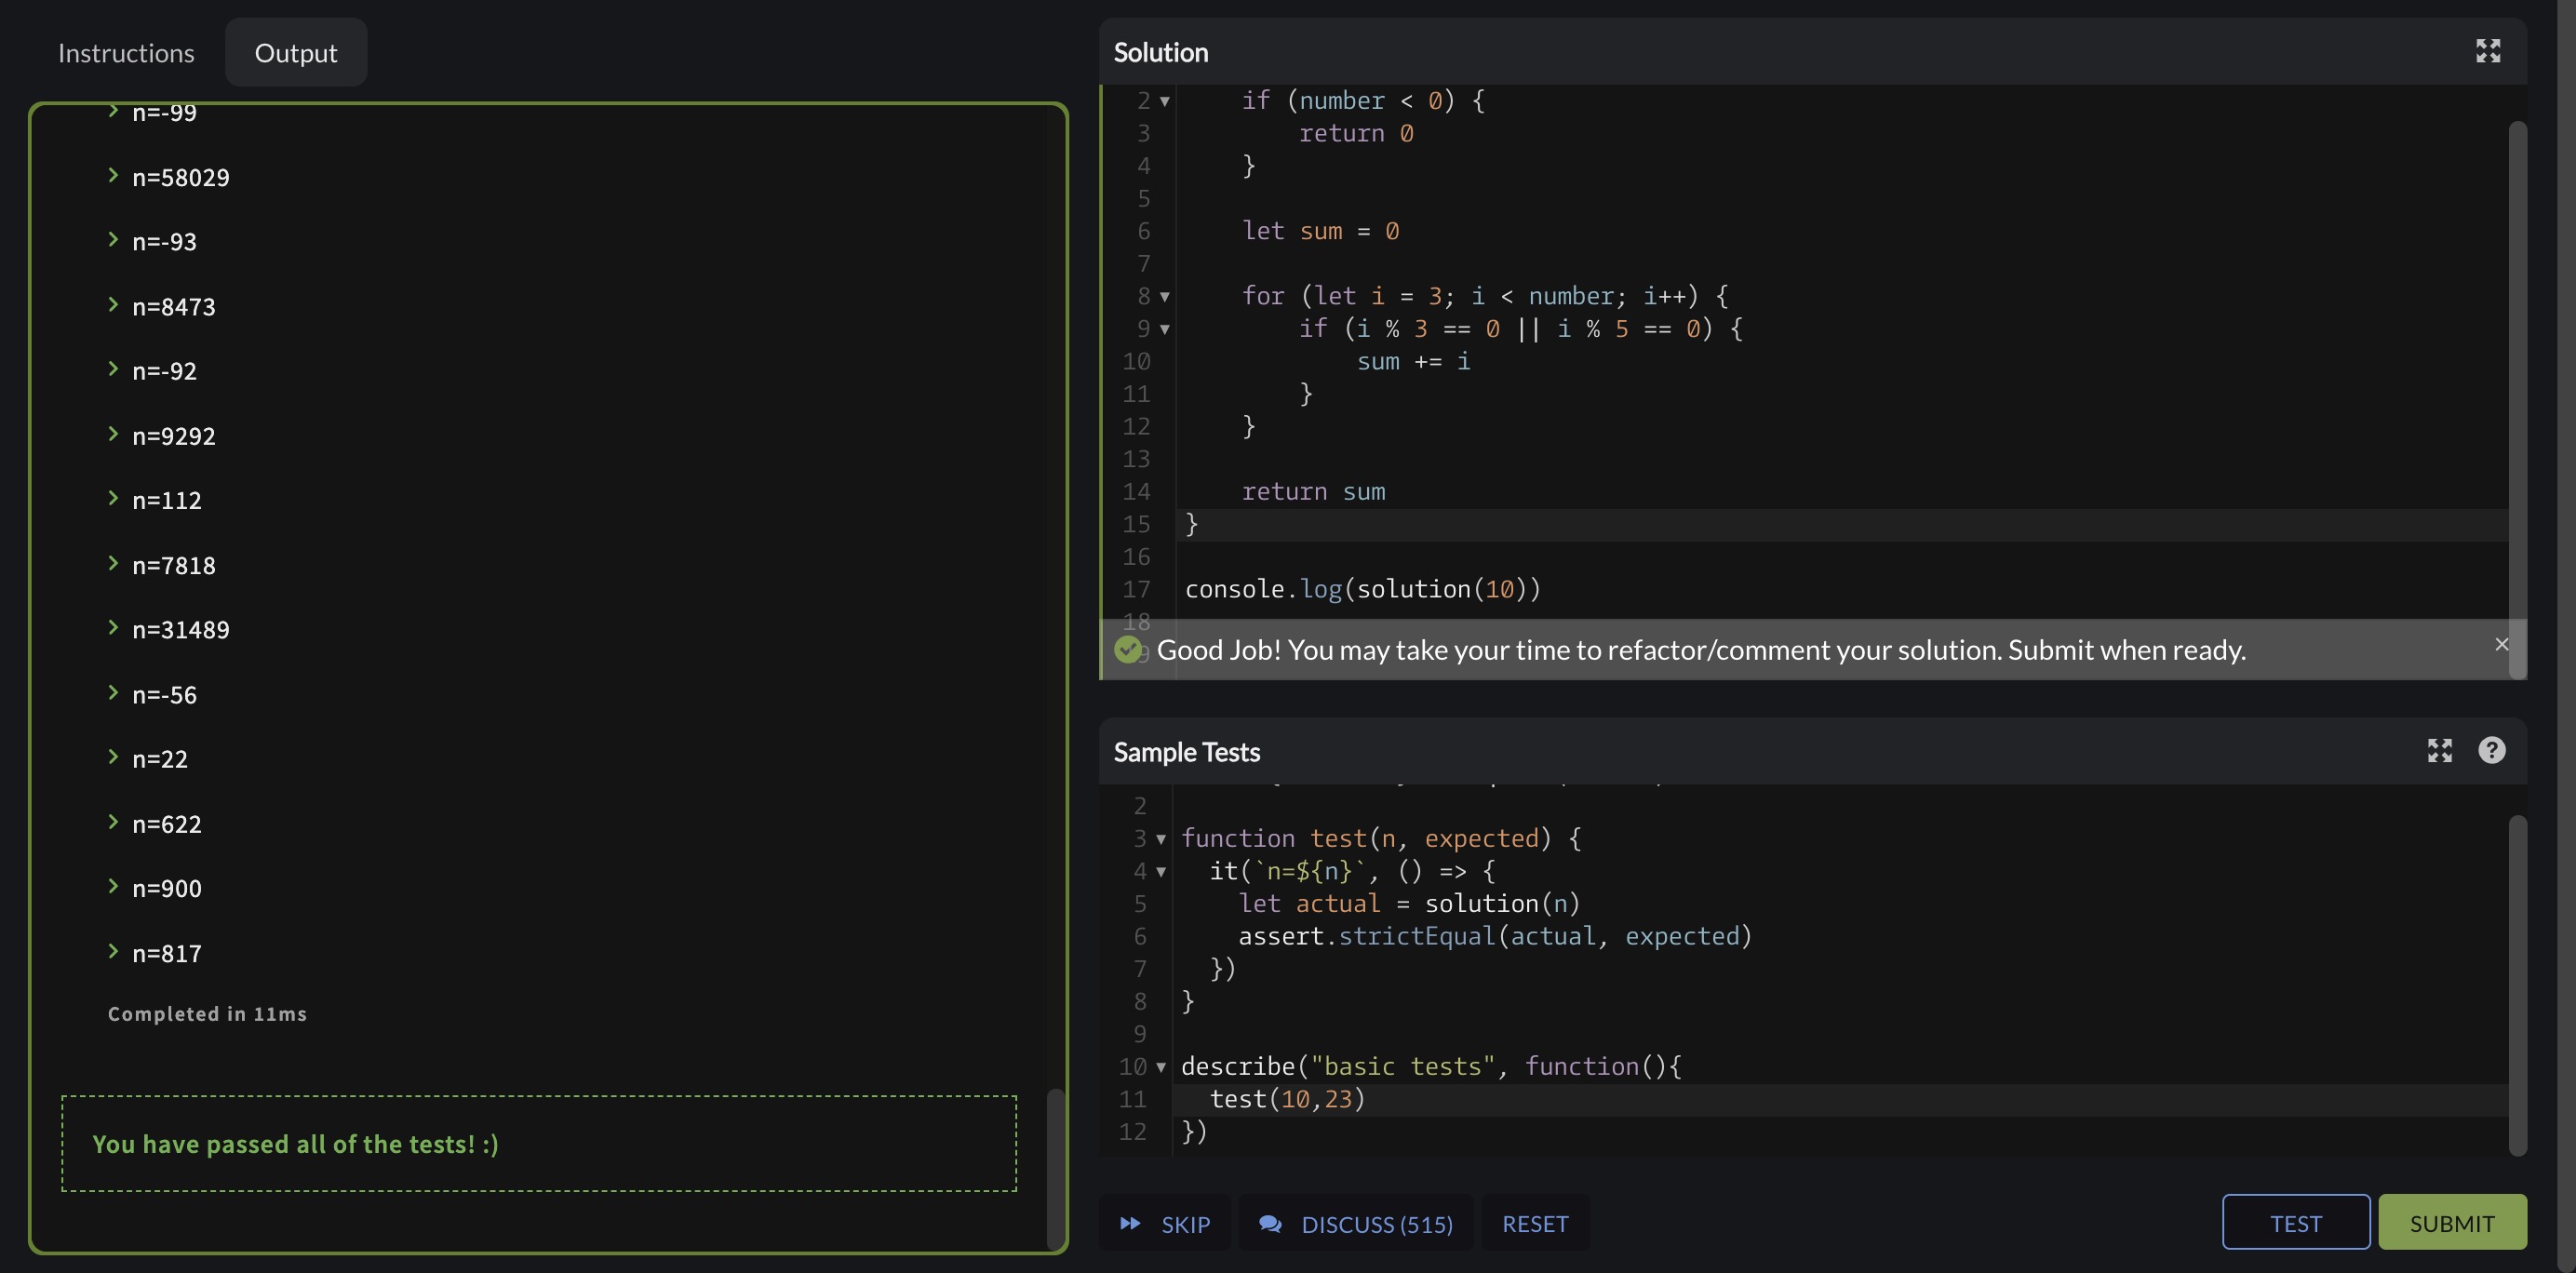 Instructions
Output
n=-99
n=58029
n=-93
n=8473
n=-92
n=9292
n=112
n=7818
n=31489
n=-56
n=22
n=622
n=900
n=817
Completed in 11ms
You have passed all of the tests! :)
Solution
2 if (number < 0) {
3 return 0
4 }
5
6 let sum = 0
7
8 for (let i = 3; i < number; i++) {
9 if (i % 3 == 0 || i % 5 == 0) {
10 sum += i
11 }
12 }
13
14 return sum
15 }
16
17 console.log(solution(10))
18
Good Job! You may take your time to refactor/comment your solution. Submit when ready.
Sample Tests
2
3 function test(n, expected) {
4 it(`n=${n}`, () => {
5 let actual = solution(n)
6 assert.strictEqual(actual, expected)
7 })
8 }
9
10 describe("basic tests", function(){
11 test(10,23)
12 })
SKIP
DISCUSS (515)
RESET
TEST
SUBMIT